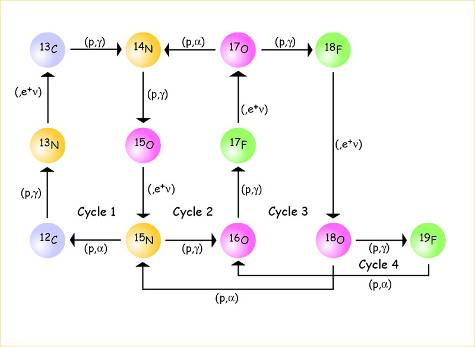 ¹³C (p,γ) ¹⁴N (p,α) ¹⁷O (p,γ) ¹⁸F
(,e⁺ν) (p,γ) (,e⁺ν) (,e⁺ν)
¹³N ¹⁵O ¹⁷F
(p,γ) (,e⁺ν) (p,γ)
Cycle 1 Cycle 2 Cycle 3
¹²C (p,α) ¹⁵N (p,γ) ¹⁶O ¹⁸O (p,γ) ¹⁹F
Cycle 4
(p,α) (p,α)